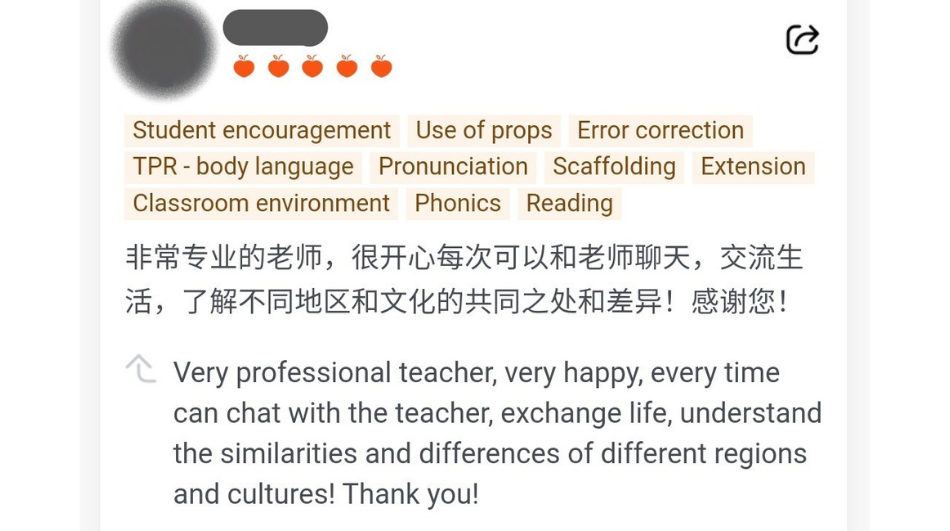 Student encouragement Use of props Error correction
TPR - body language Pronunciation Scaffolding Extension
Classroom environment Phonics Reading
非常专业的老师，很开心每次可以和老师聊天，交流生
活，了解不同地区和文化的共同之处和差异！感谢您！
Very professional teacher, very happy, every time
can chat with the teacher, exchange life, understand
the similarities and differences of different regions
and cultures! Thank you!